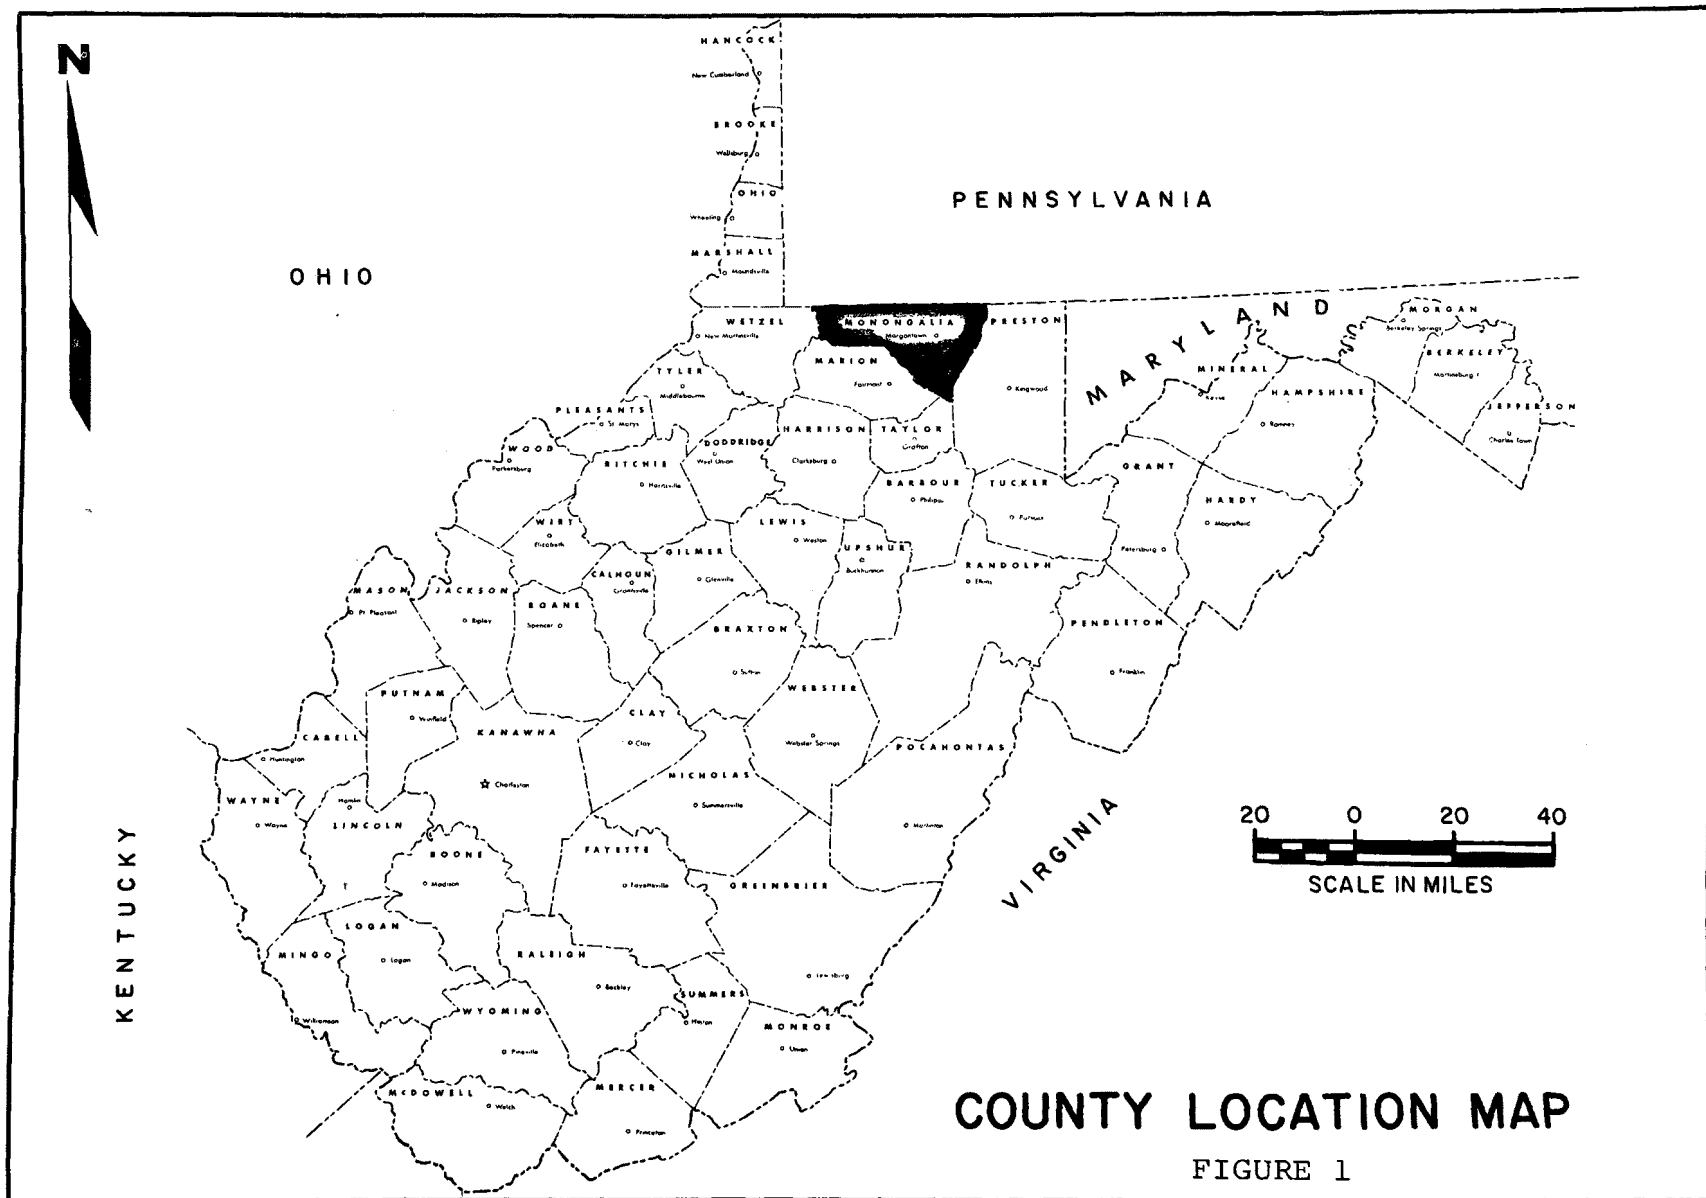 N
HANCOCK
New Cumberland
BROOKE
Wellsburg
OHIO
Wheeling
MARSHALL
Moundsville
PENNSYLVANIA
OHIO
WETZEL
New Martinsville
MONONGALIA
Morgantown
PRESTON
Kingwood
MARYLAND
MORGAN
Berkeley Springs
BERKELEY
Martinsburg
JEFFERSON
Charles Town
MINERAL
HAMPSHIRE
Romney
MARION
Fairmont
TYLER
Middlebourne
PLEASANTS
St Marys
WOOD
Parkersburg
RITCHIE
Harrisville
DODDRIDGE
West Union
HARRISON
Clarksburg
TAYLOR
Grafton
BARBOUR
Philippi
TUCKER
Parsons
GRANT
Petersburg
HARDY
Moorefield
WIRT
Elizabeth
CALHOUN
Grantsville
GILMER
Glenville
LEWIS
Weston
UPSHUR
Buckhannon
RANDOLPH
Elkins
MASON
Pt Pleasant
JACKSON
Ripley
ROANE
Spencer
BRAXTON
Sutton
PENDLETON
Franklin
PUTNAM
Winfield
CLAY
Clay
WEBSTER
Webster Springs
POCAHONTAS
Marlinton
CABELL
Huntington
KANAWHA
Charleston
NICHOLAS
Summersville
WAYNE
Wayne
Hamlin
LINCOLN
BOONE
Madison
FAYETTE
Fayetteville
GREENBRIER
Lewisburg
LOGAN
Logan
MINGO
Williamson
RALEIGH
Beckley
SUMMERS
Hinton
WYOMING
Pineville
MONROE
Union
McDOWELL
Welch
MERCER
Princeton
KENTUCKY
VIRGINIA
20 0 20 40
SCALE IN MILES
COUNTY LOCATION MAP
FIGURE 1